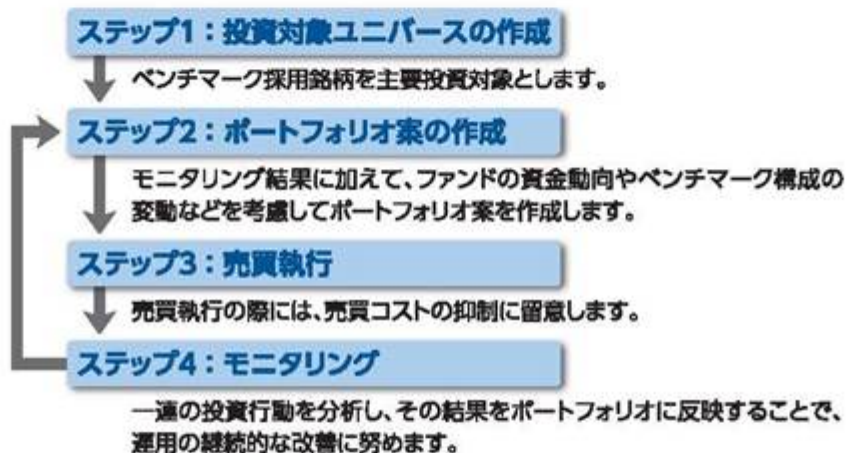 ステップ1：投資対象ユニバースの作成
ベンチマーク採用銘柄を主要投資対象とします。
ステップ2：ポートフォリオ案の作成
モニタリング結果に加えて、ファンドの資金動向やベンチマーク構成の
変動などを考慮してポートフォリオ案を作成します。
ステップ3：売買執行
売買執行の際には、売買コストの抑制に留意します。
ステップ4：モニタリング
一連の投資行動を分析し、その結果をポートフォリオに反映することで、
運用の継続的な改善に努めます。